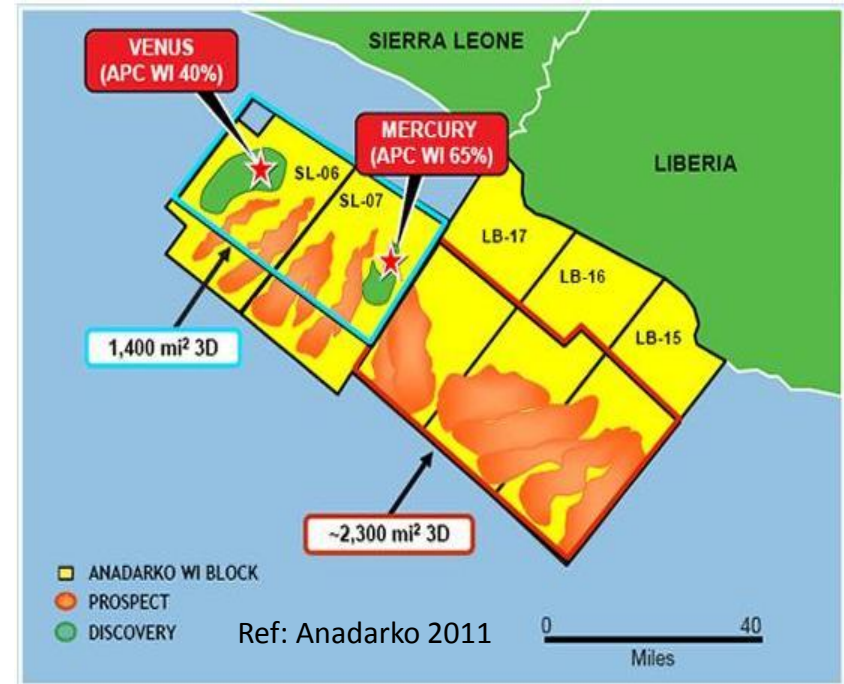 VENUS
(APC WI 40%)
SIERRA LEONE
MERCURY
(APC WI 65%)
LIBERIA
SL-06
SL-07
LB-17
LB-16
LB-15
1,400 mi² 3D
~2,300 mi² 3D
ANADARKO WI BLOCK
PROSPECT
DISCOVERY
Ref: Anadarko 2011
0 40
Miles